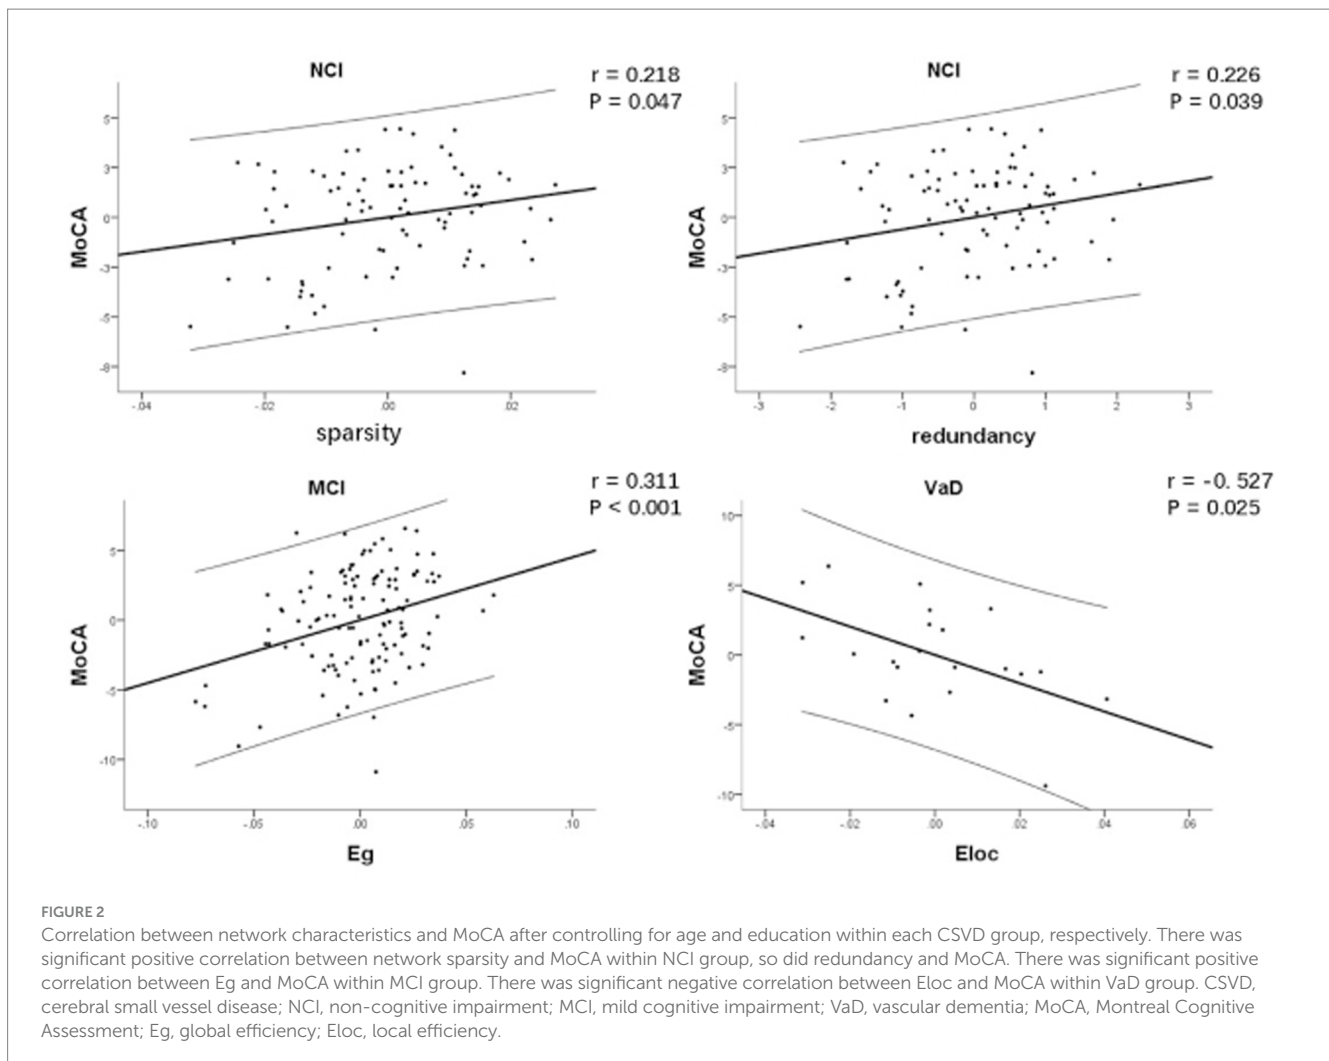 NCI
r = 0.218
P = 0.047
MoCA
5
3
0
-3
-5
-8
-.04
-.02
.00
.02
sparsity
NCI
r = 0.226
P = 0.039
MoCA
5
3
0
-3
-5
-8
-3
-2
-1
0
1
2
3
redundancy
MCI
r = 0.311
P < 0.001
MoCA
5
0
-5
-10
-.10
-.05
.00
.05
.10
Eg
VaD
r = -0. 527
P = 0.025
MoCA
10
5
0
-5
-10
-.04
-.02
.00
.02
.04
.06
Eloc
FIGURE 2
Correlation between network characteristics and MoCA after controlling for age and education within each CSVD group, respectively. There was
significant positive correlation between network sparsity and MoCA within NCI group, so did redundancy and MoCA. There was significant positive
correlation between Eg and MoCA within MCI group. There was significant negative correlation between Eloc and MoCA within VaD group. CSVD,
cerebral small vessel disease; NCI, non-cognitive impairment; MCI, mild cognitive impairment; VaD, vascular dementia; MoCA, Montreal Cognitive
Assessment; Eg, global efficiency; Eloc, local efficiency.